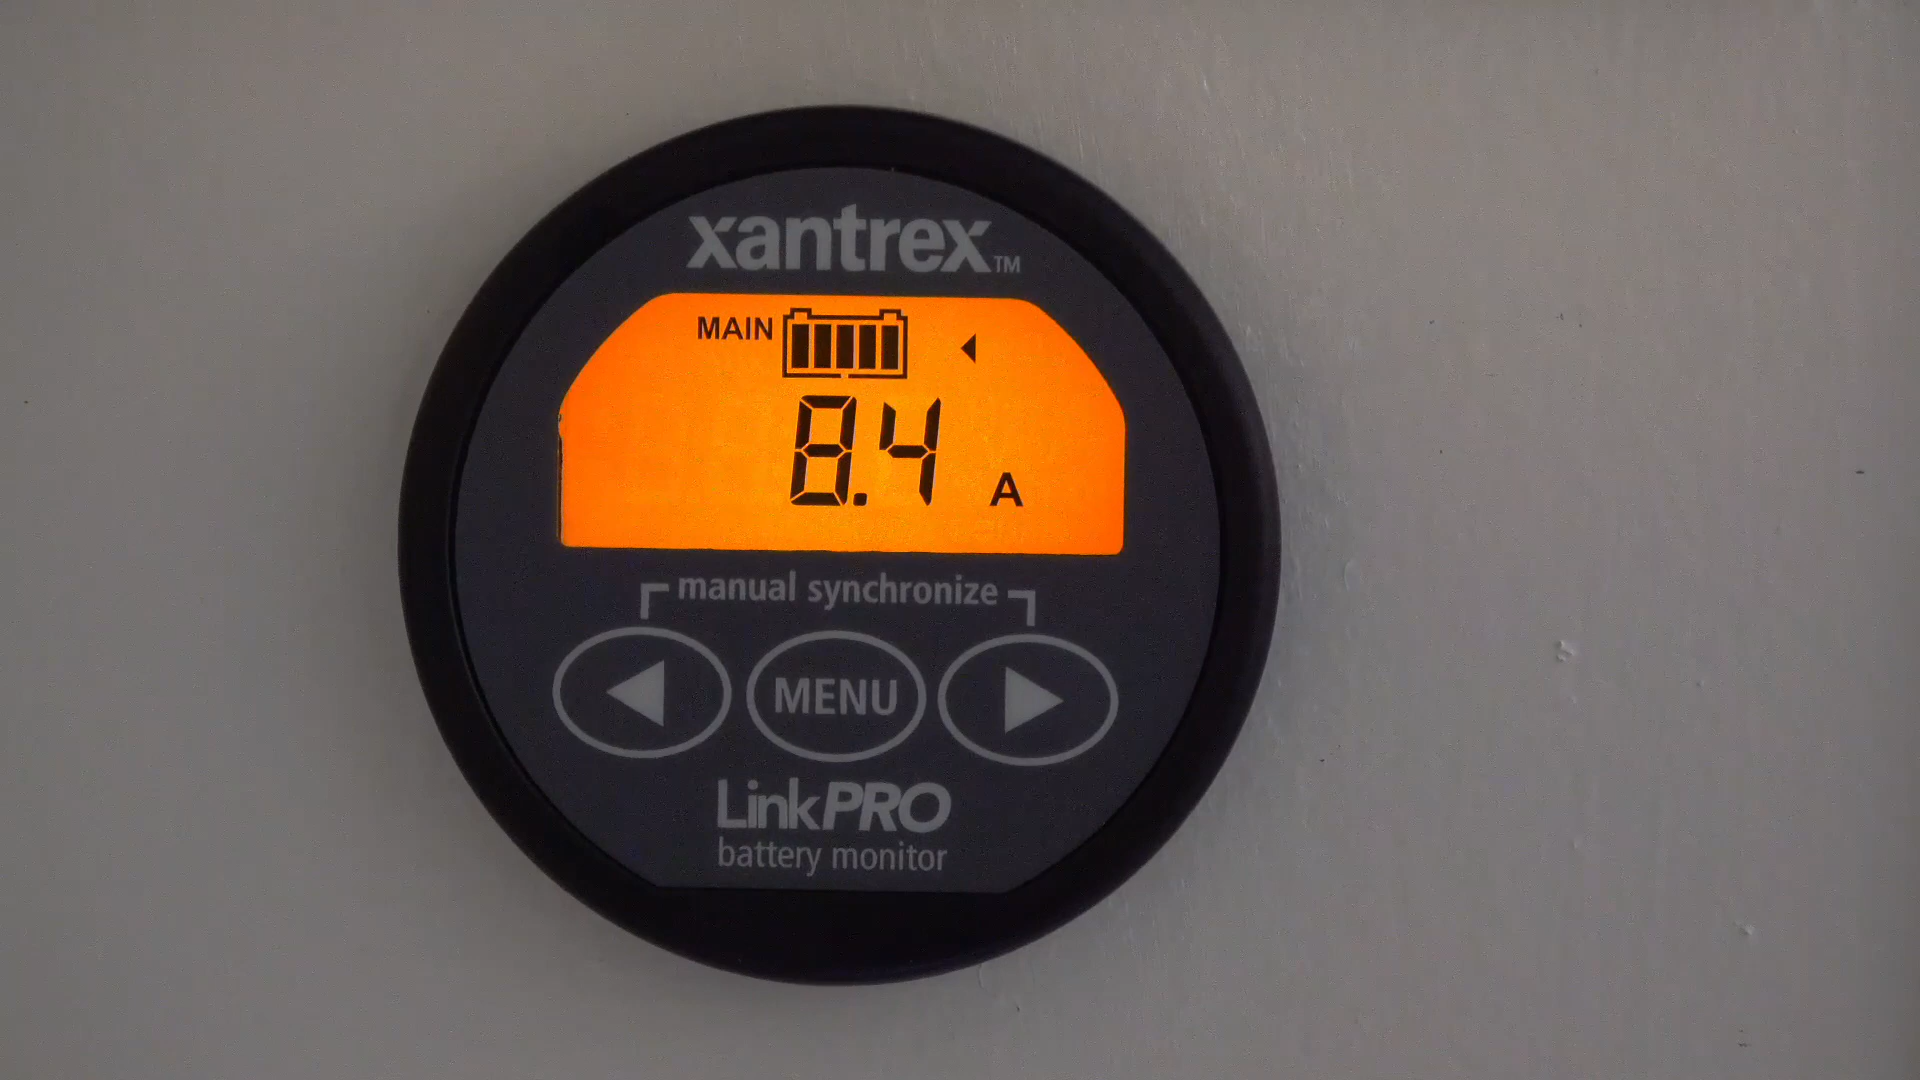 xantrex™
MAIN
8.4 A
manual synchronize
MENU
LinkPRO
battery monitor